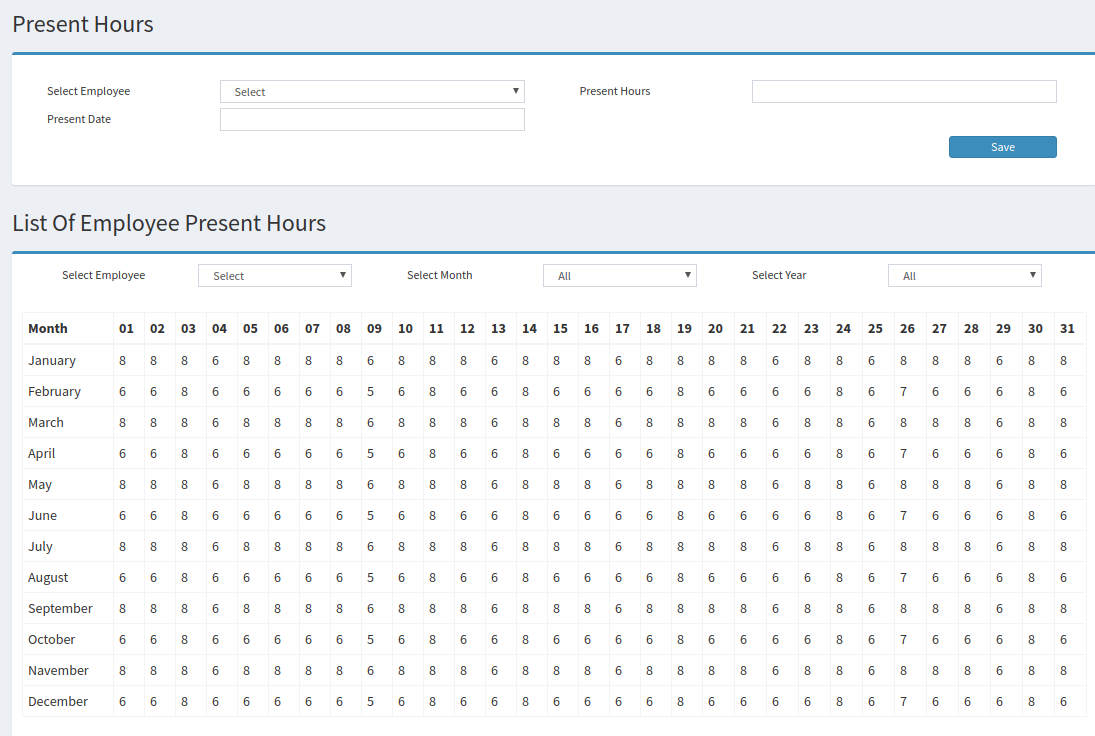 Present Hours
Select Employee Select ▼ Present Hours
Present Date
Save
List Of Employee Present Hours
Select Employee Select ▼ Select Month All ▼ Select Year All ▼
Month 01 02 03 04 05 06 07 08 09 10 11 12 13 14 15 16 17 18 19 20 21 22 23 24 25 26 27 28 29 30 31
January 8 8 8 6 8 8 8 8 6 8 8 8 6 8 8 8 6 8 8 8 8 6 8 8 6 8 8 8 6 8 8
February 6 6 8 6 6 6 6 6 5 6 8 6 6 8 6 6 6 6 8 6 6 6 6 8 6 7 6 6 6 8 6
March 8 8 8 6 8 8 8 8 6 8 8 8 6 8 8 8 6 8 8 8 8 6 8 8 6 8 8 8 6 8 8
April 6 6 8 6 6 6 6 6 5 6 8 6 6 8 6 6 6 6 8 6 6 6 6 8 6 7 6 6 6 8 6
May 8 8 8 6 8 8 8 8 6 8 8 8 6 8 8 8 6 8 8 8 8 6 8 8 6 8 8 8 6 8 8
June 6 6 8 6 6 6 6 6 5 6 8 6 6 8 6 6 6 6 8 6 6 6 6 8 6 7 6 6 6 8 6
July 8 8 8 6 8 8 8 8 6 8 8 8 6 8 8 8 6 8 8 8 8 6 8 8 6 8 8 8 6 8 8
August 6 6 8 6 6 6 6 6 5 6 8 6 6 8 6 6 6 6 8 6 6 6 6 8 6 7 6 6 6 8 6
September 8 8 8 6 8 8 8 8 6 8 8 8 6 8 8 8 6 8 8 8 8 6 8 8 6 8 8 8 6 8 8
October 6 6 8 6 6 6 6 6 5 6 8 6 6 8 6 6 6 6 8 6 6 6 6 8 6 7 6 6 6 8 6
Navember 8 8 8 6 8 8 8 8 6 8 8 8 6 8 8 8 6 8 8 8 8 6 8 8 6 8 8 8 6 8 8
December 6 6 8 6 6 6 6 6 5 6 8 6 6 8 6 6 6 6 8 6 6 6 6 8 6 7 6 6 6 8 6